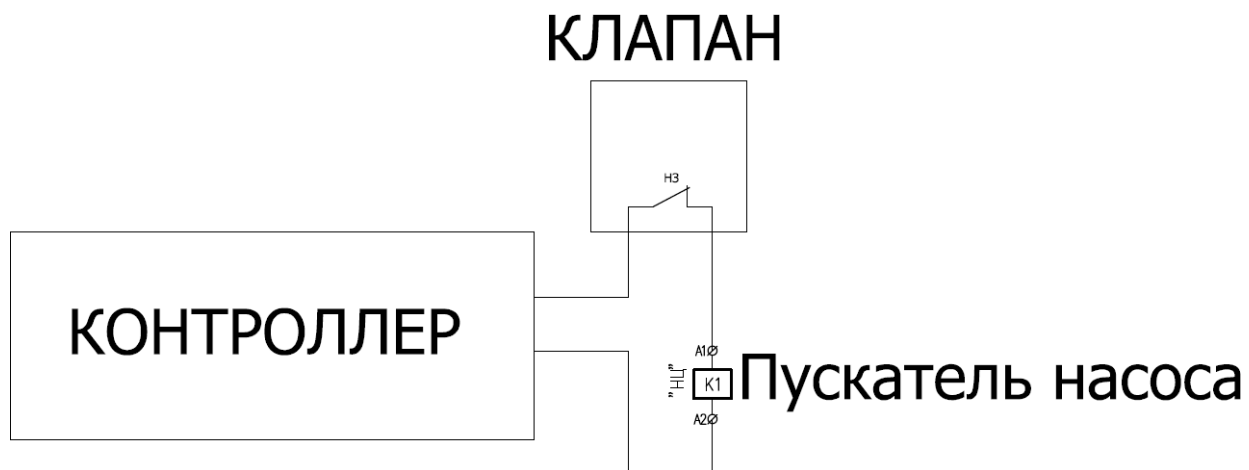 КЛАПАН
НЗ
КОНТРОЛЛЕР
A1
"НЦ"
K1
Пускатель насоса
A2